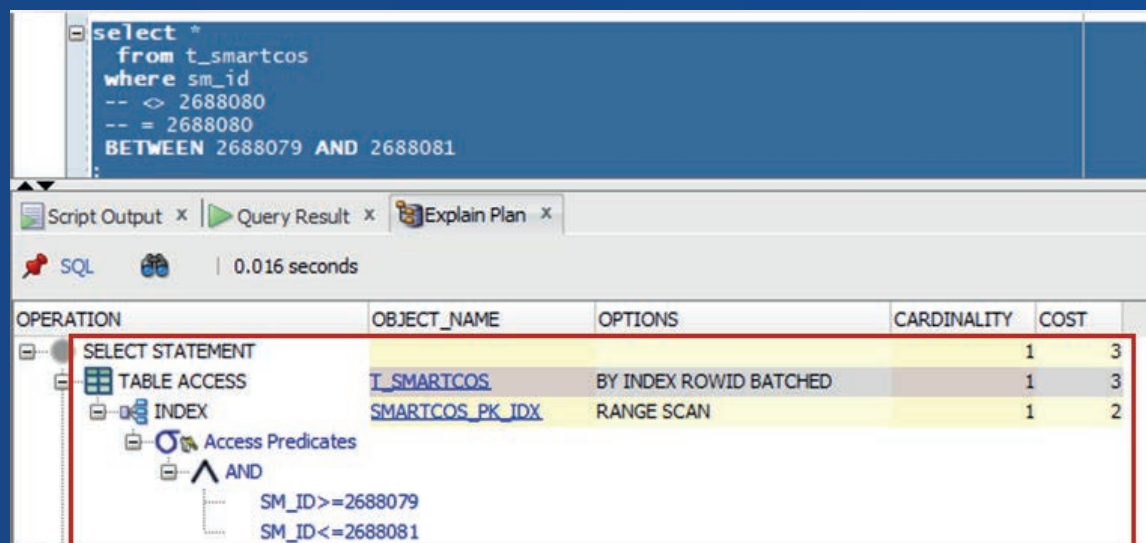 select *
from t_smartcos
where sm_id
-- <> 2688080
-- = 2688080
BETWEEN 2688079 AND 2688081
;
Script Output x Query Result x Explain Plan x
SQL | 0.016 seconds
OPERATION OBJECT_NAME OPTIONS CARDINALITY COST
SELECT STATEMENT 1 3
TABLE ACCESS T_SMARTCOS BY INDEX ROWID BATCHED 1 3
INDEX SMARTCOS_PK_IDX RANGE SCAN 1 2
Access Predicates
AND
SM_ID>=2688079
SM_ID<=2688081